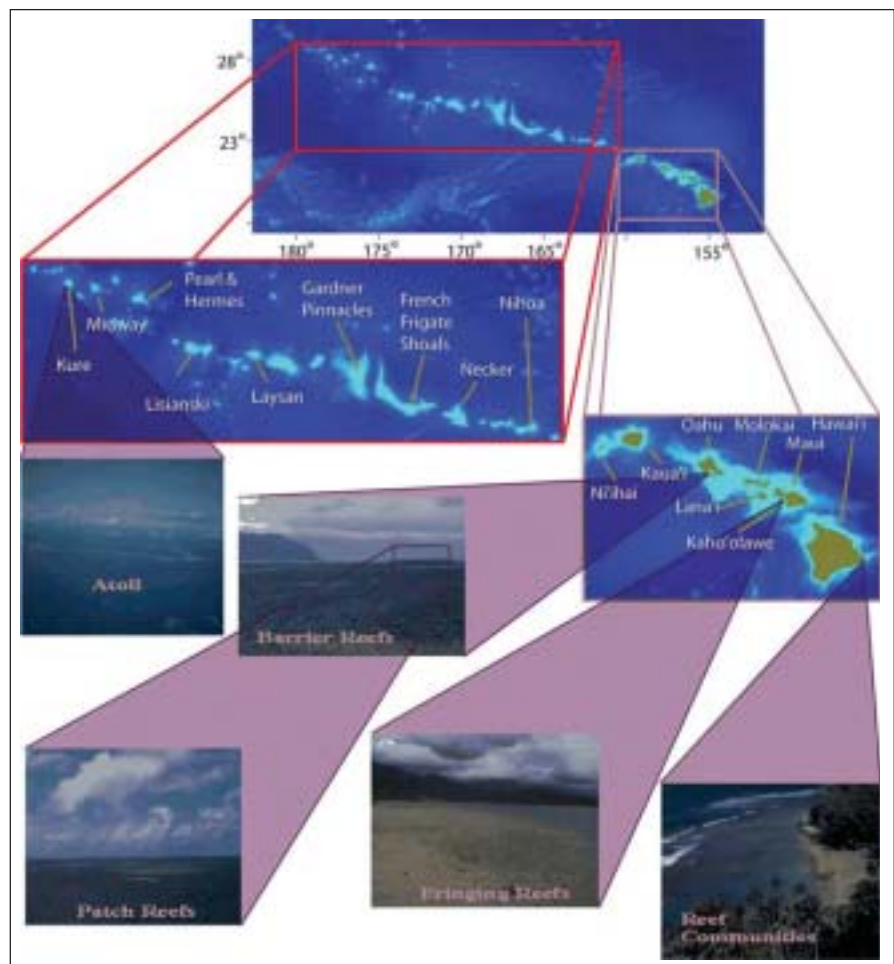 28°
23°
180°
175°
170°
165°
155°
Pearl &
Hermes
Midway
Kure
Lisianski
Laysan
Gardner
Pinnacles
French
Frigate
Shoals
Necker
Nihoa
Oahu
Molokai
Hawai'i
Maui
Kaua'i
Ni'ihai
Lana'i
Kaho'olawe
Atoll
Barrier Reefs
Patch Reefs
Fringing Reefs
Reef
Communities